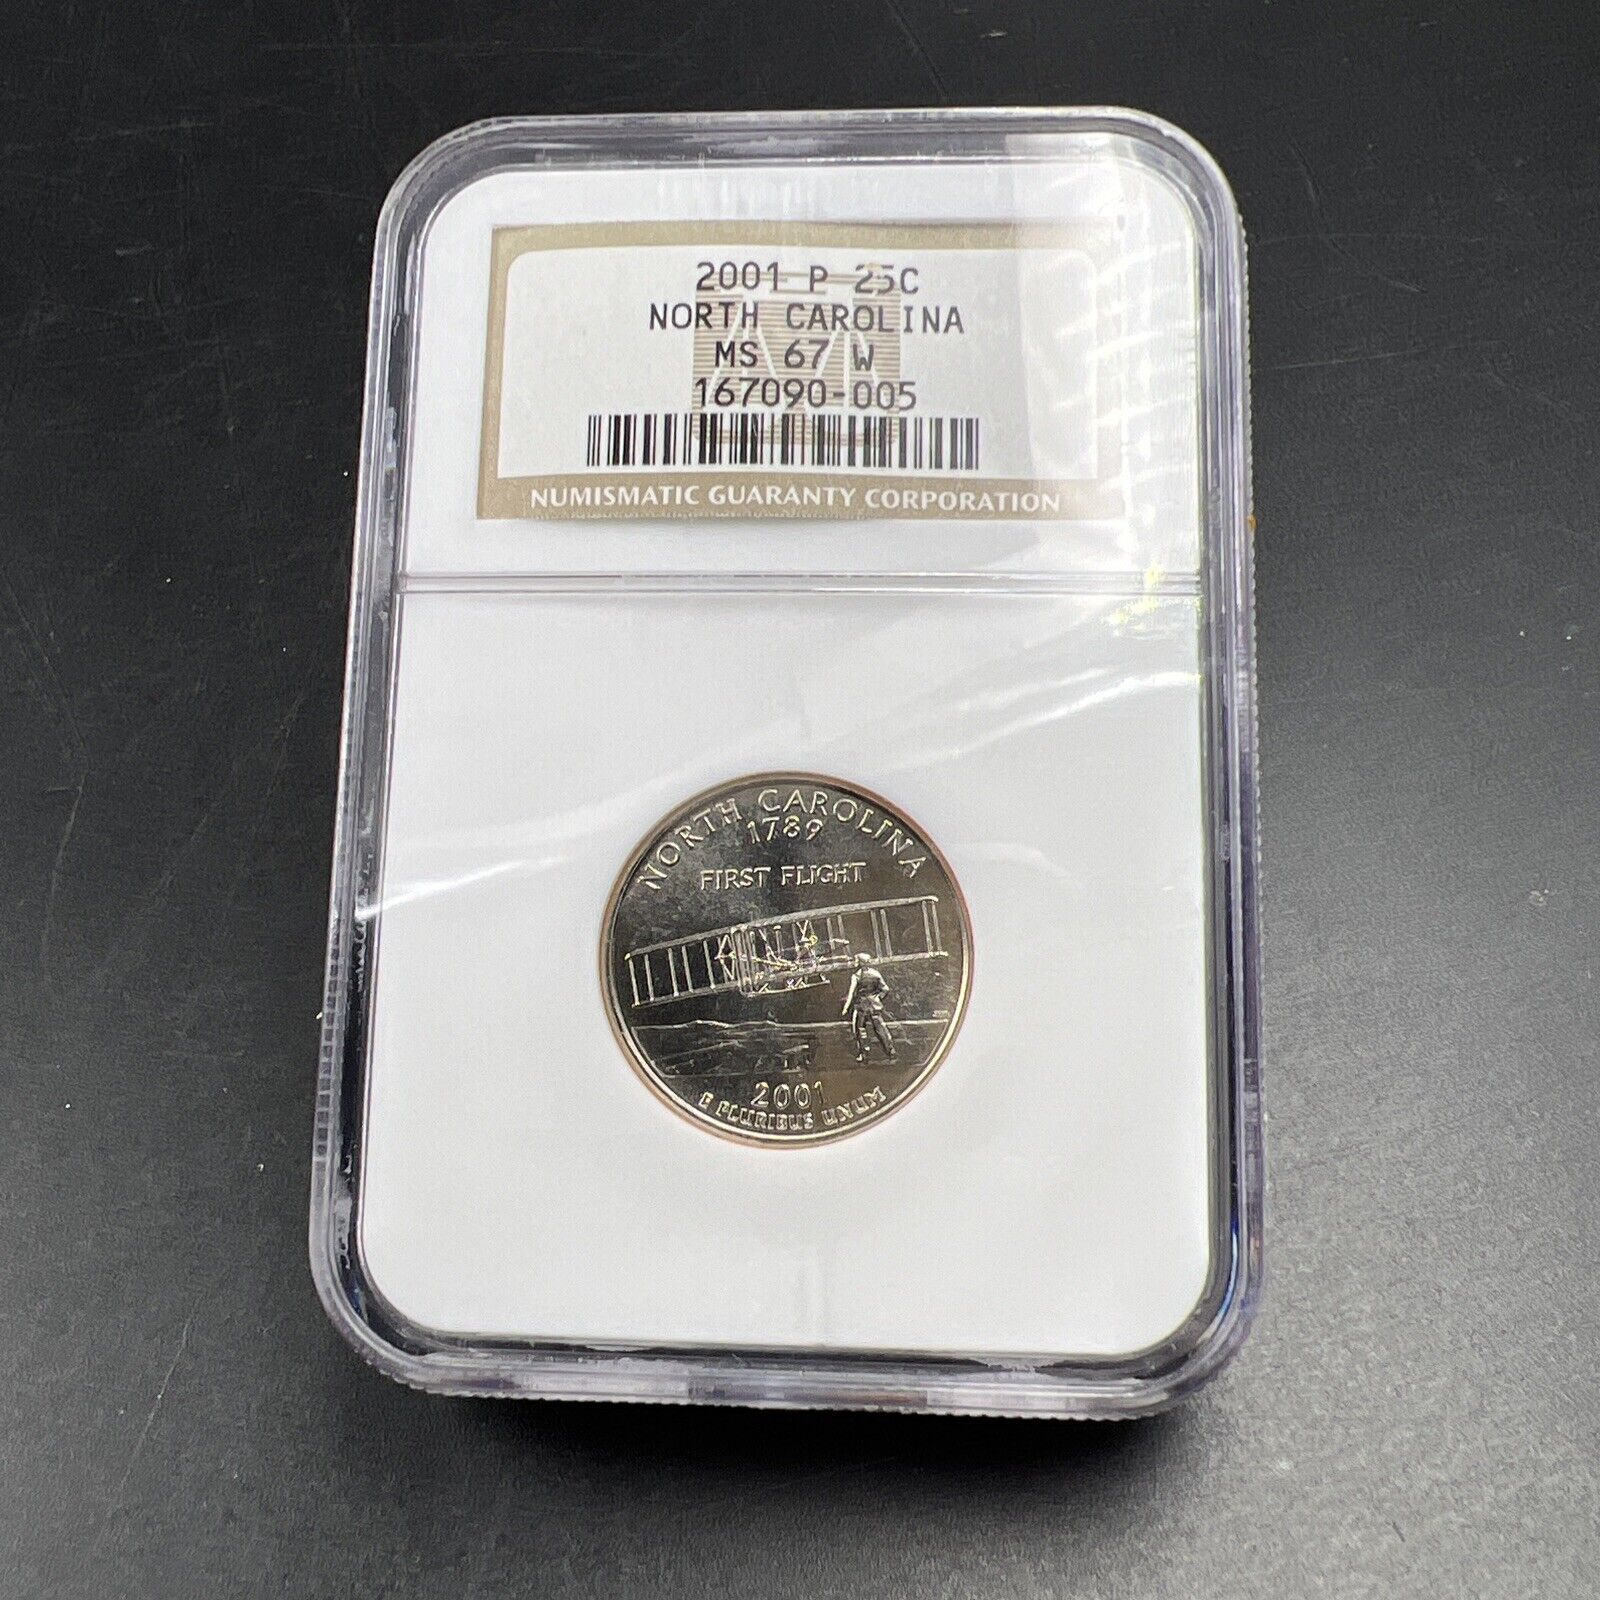 2001 P 25C
NORTH CAROLINA
MS 67 W
167090-005
NUMISMATIC GUARANTY CORPORATION
NORTH CAROLINA
1789
FIRST FLIGHT
2001
E PLURIBUS UNUM